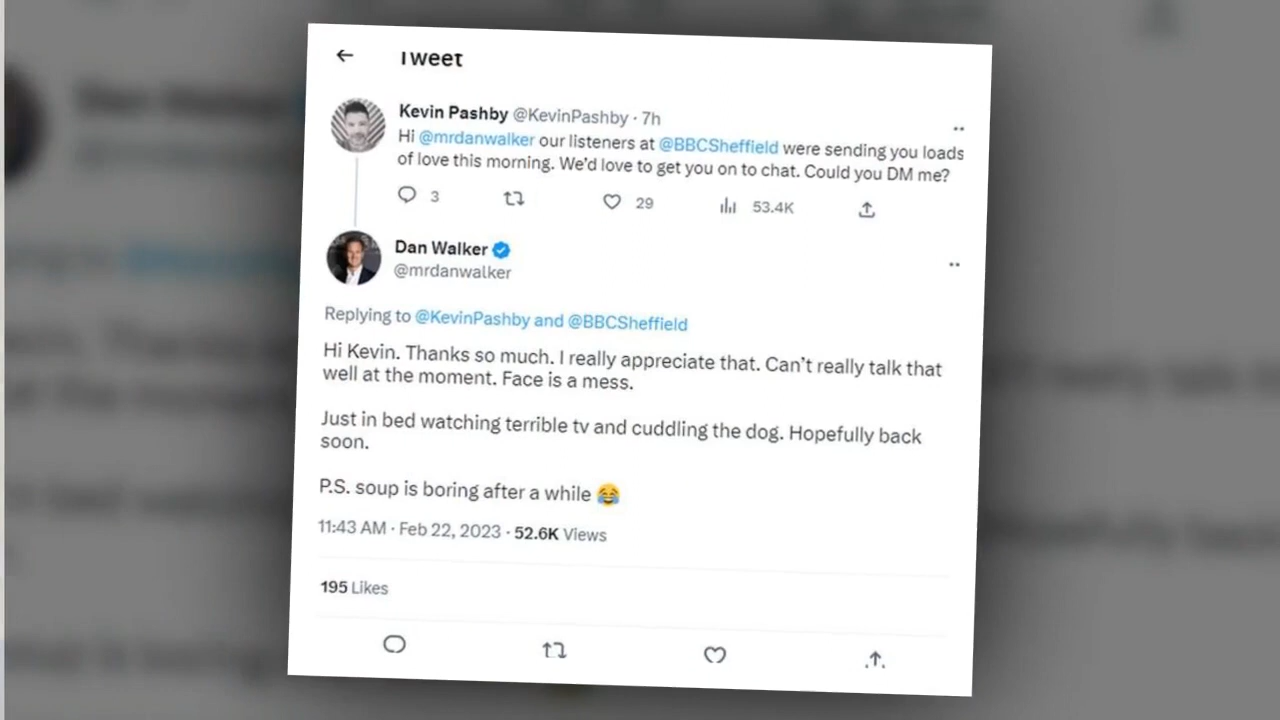 Tweet
Kevin Pashby @KevinPashby · 7h
Hi @mrdanwalker our listeners at @BBCSheffield were sending you loads
of love this morning. We'd love to get you on to chat. Could you DM me?
3 29 53.4K
Dan Walker
@mrdanwalker
Replying to @KevinPashby and @BBCSheffield
Hi Kevin. Thanks so much. I really appreciate that. Can't really talk that
well at the moment. Face is a mess.
Just in bed watching terrible tv and cuddling the dog. Hopefully back
soon.
P.S. soup is boring after a while 😂
11:43 AM · Feb 22, 2023 · 52.6K Views
195 Likes